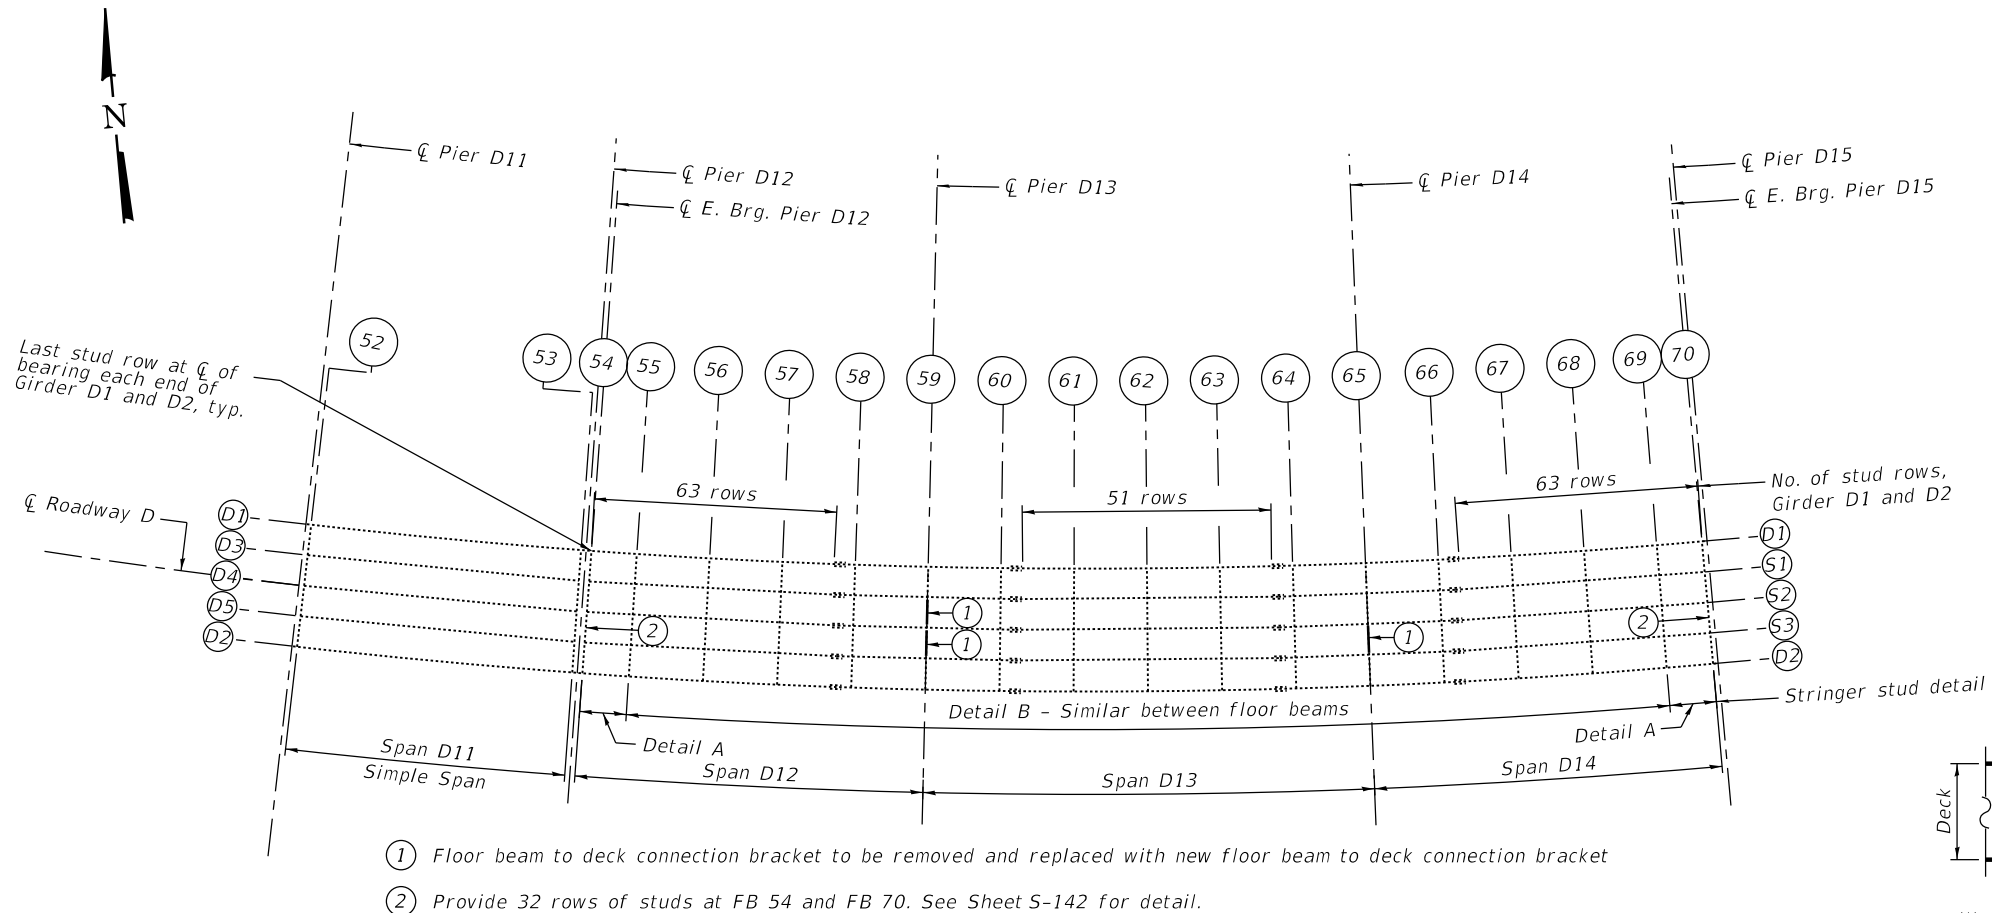 N
℄ Pier D11
℄ Pier D12
℄ E. Brg. Pier D12
℄ Pier D13
℄ Pier D14
℄ Pier D15
℄ E. Brg. Pier D15
52
53
54
55
56
57
58
59
60
61
62
63
64
65
66
67
68
69
70
Last stud row at ℄ of
bearing each end of
Girder D1 and D2, typ.
63 rows
51 rows
63 rows
No. of stud rows,
Girder D1 and D2
℄ Roadway D
D1
D3
D4
D5
D2
D1
S1
S2
S3
D2
1
1
2
1
2
Detail B - Similar between floor beams
Stringer stud detail
Detail A
Detail A
Span D11
Simple Span
Span D12
Span D13
Span D14
Deck
1 Floor beam to deck connection bracket to be removed and replaced with new floor beam to deck connection bracket
2 Provide 32 rows of studs at FB 54 and FB 70. See Sheet S-142 for detail.